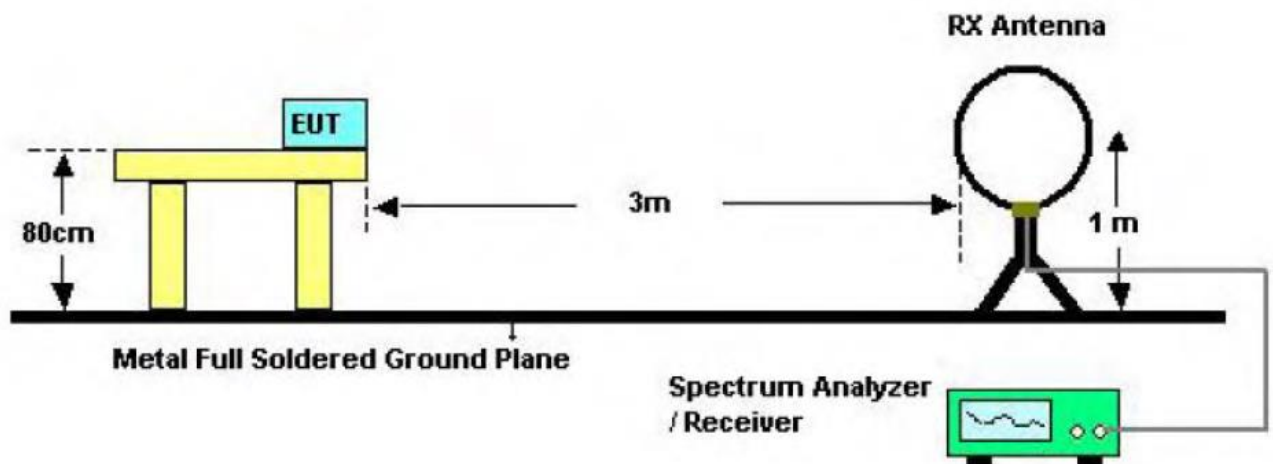 RX Antenna
EUT
80cm
3m
1 m
Metal Full Soldered Ground Plane
Spectrum Analyzer
/ Receiver